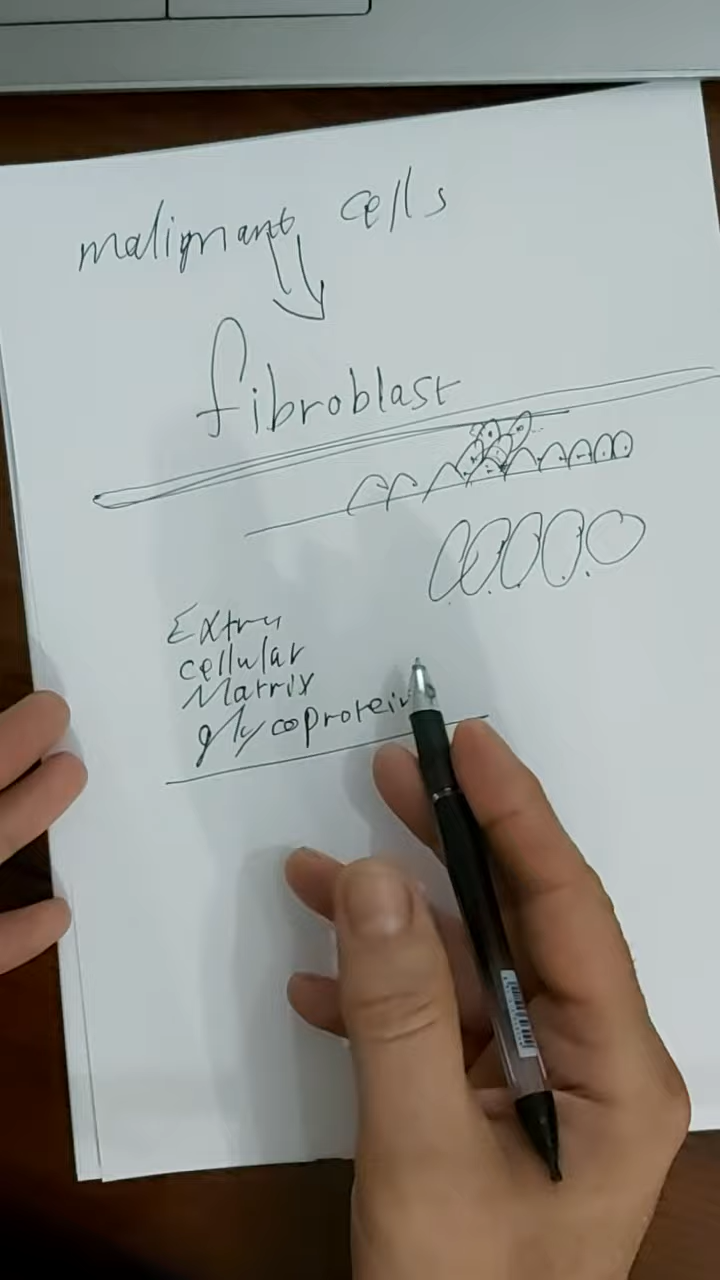 malignant cells
fibroblast
Extra
cellular
Matrix
glycoprotein